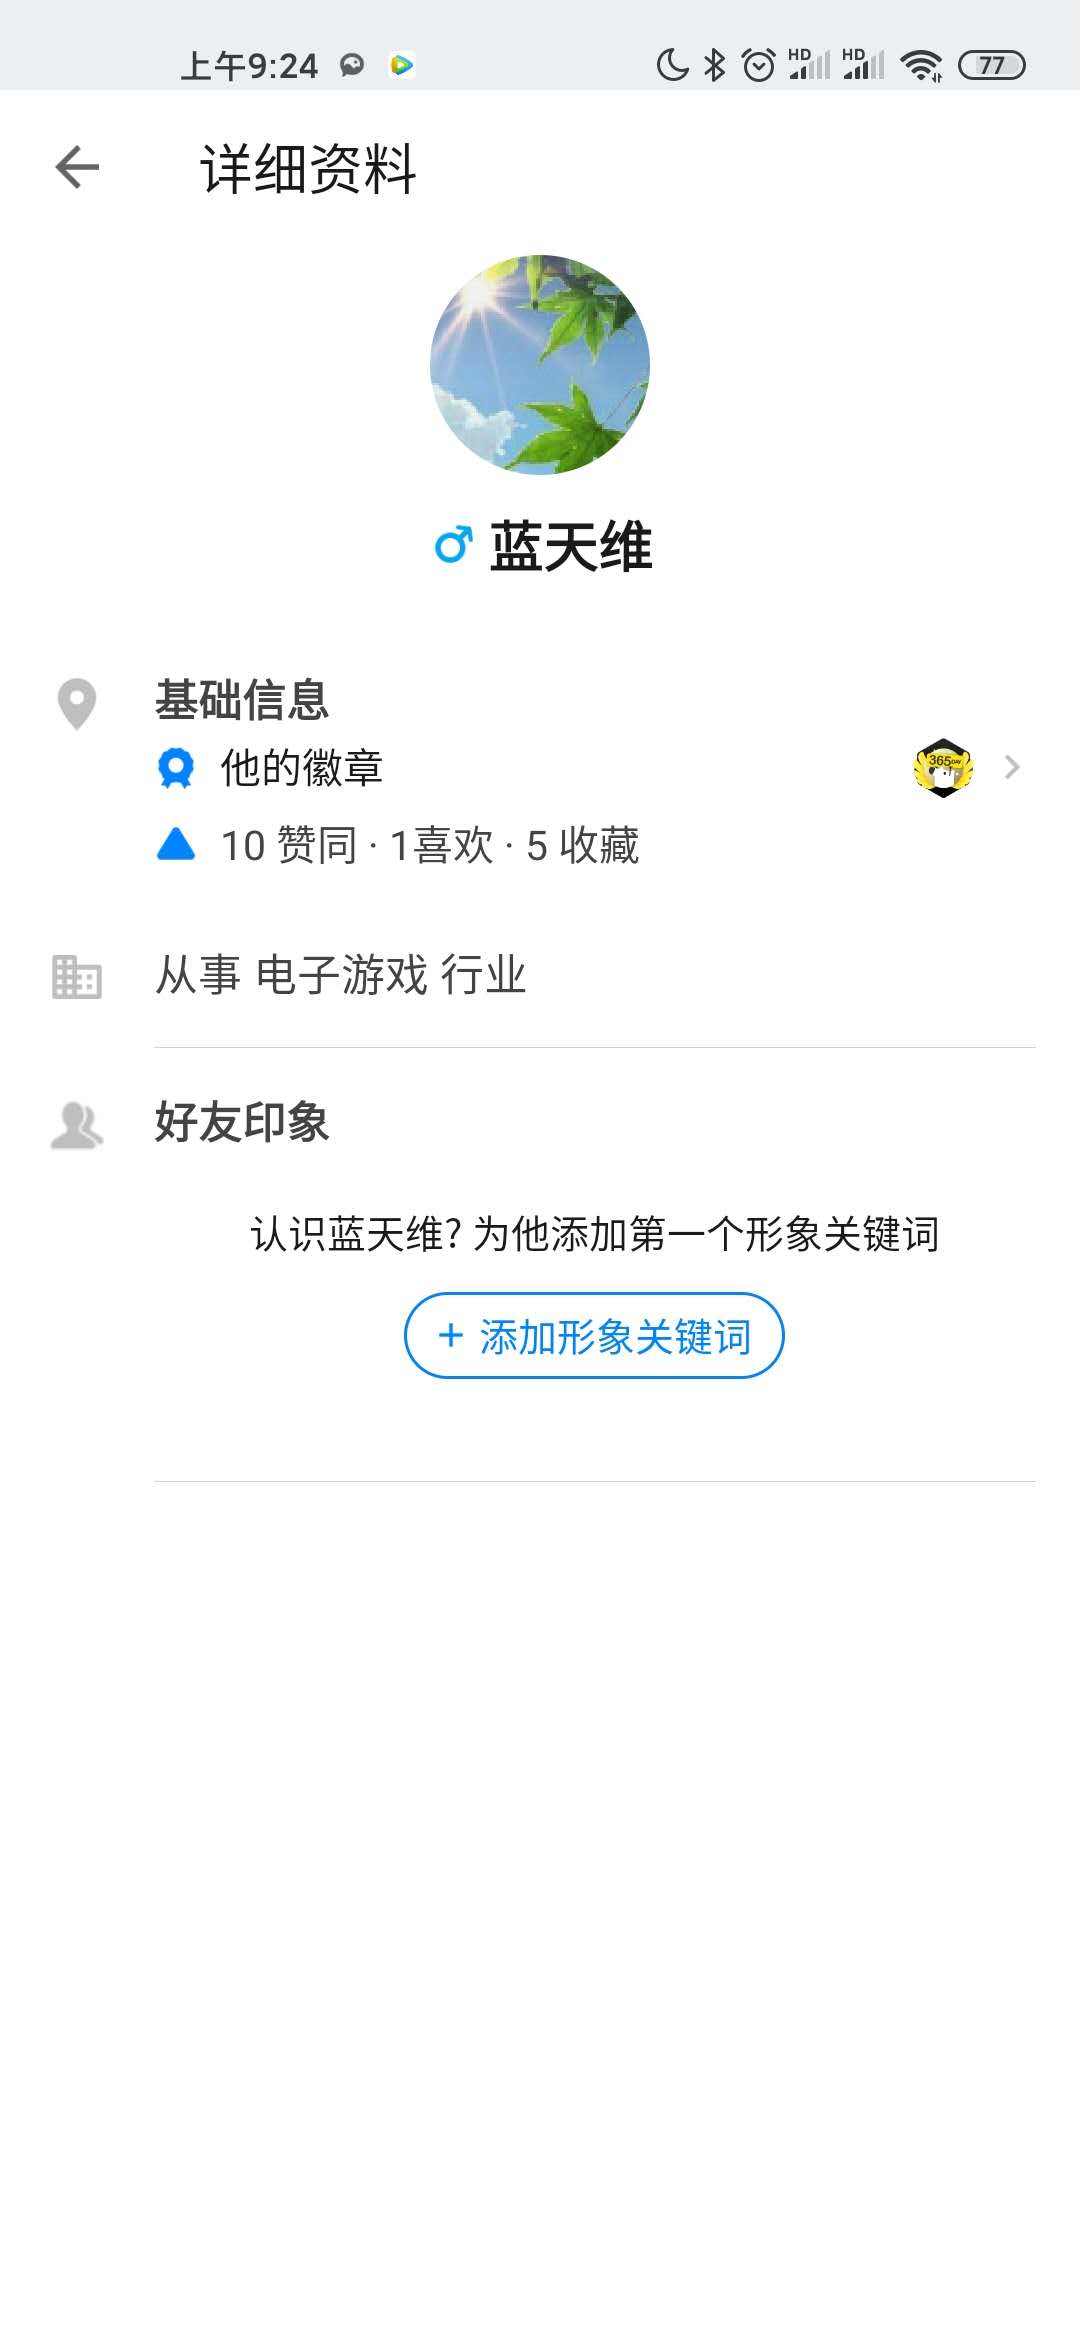 上午9:24 HD HD 77
详细资料
蓝天维
基础信息
他的徽章 365DAY
10 赞同 · 1喜欢 · 5 收藏
从事 电子游戏 行业
好友印象
认识蓝天维? 为他添加第一个形象关键词
+ 添加形象关键词